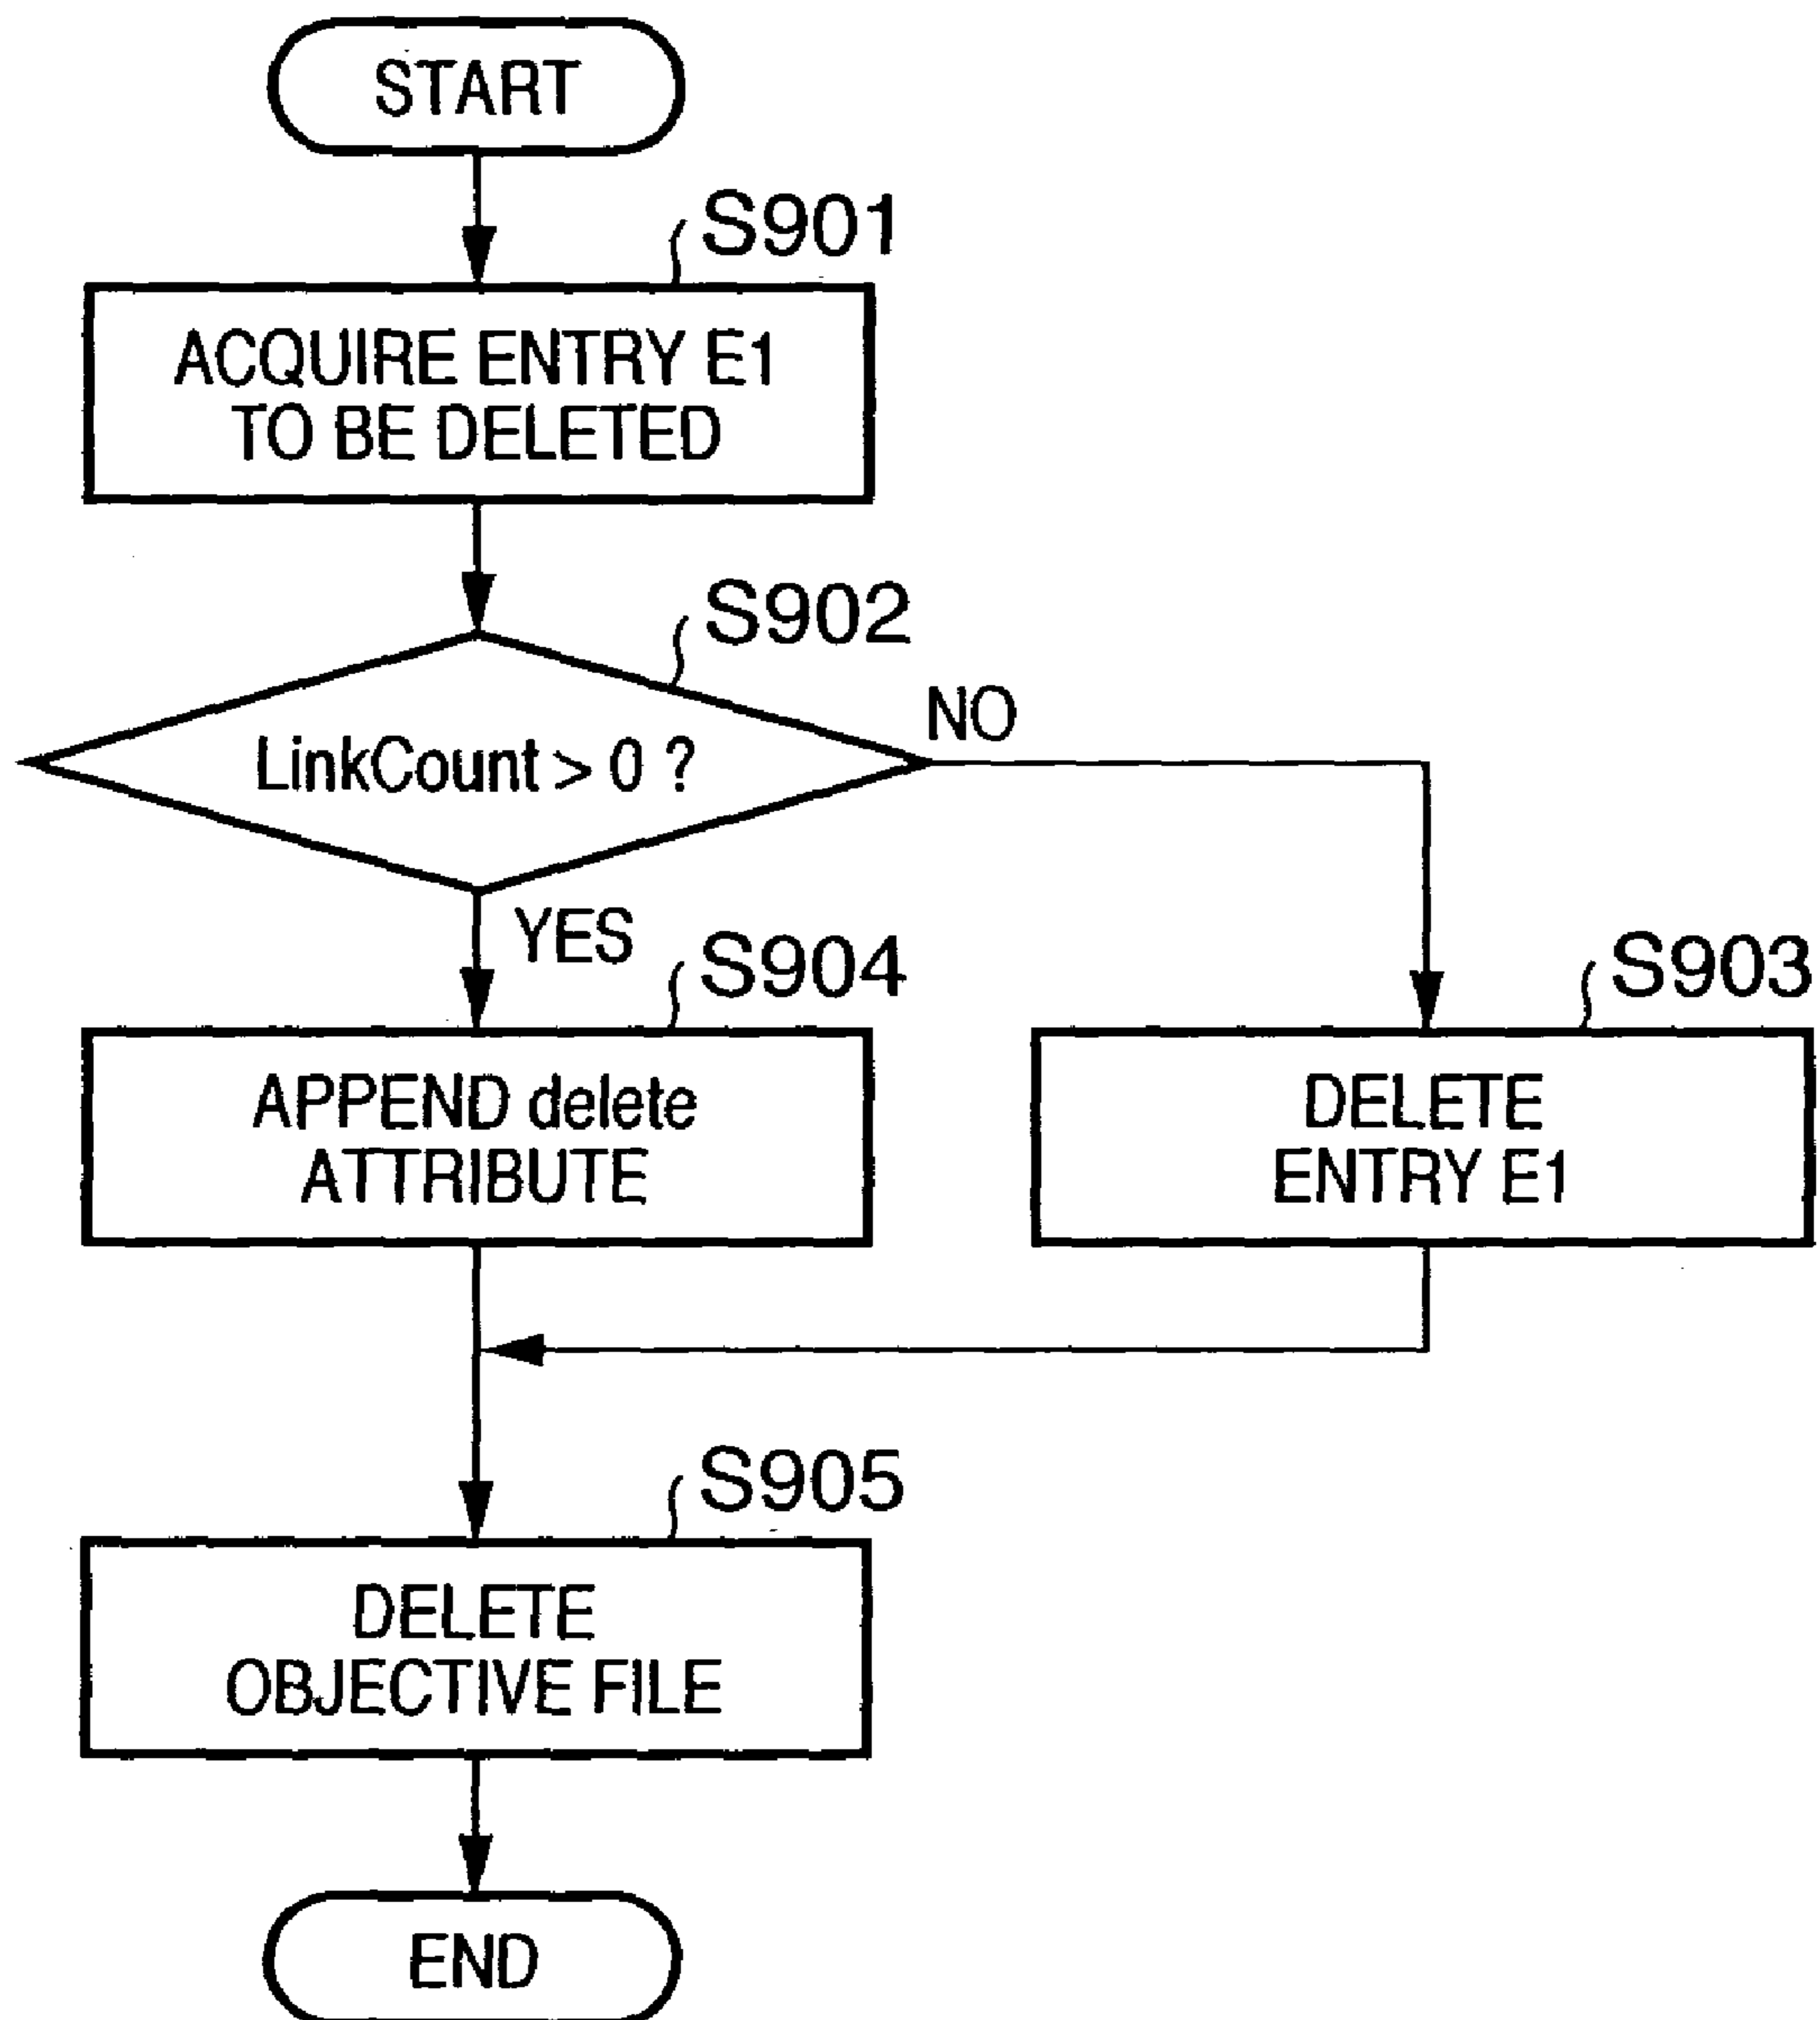 START
S901
ACQUIRE ENTRY E1
TO BE DELETED
S902
LinkCount > 0 ?
NO
YES
S904
APPEND delete
ATTRIBUTE
S903
DELETE
ENTRY E1
S905
DELETE
OBJECTIVE FILE
END